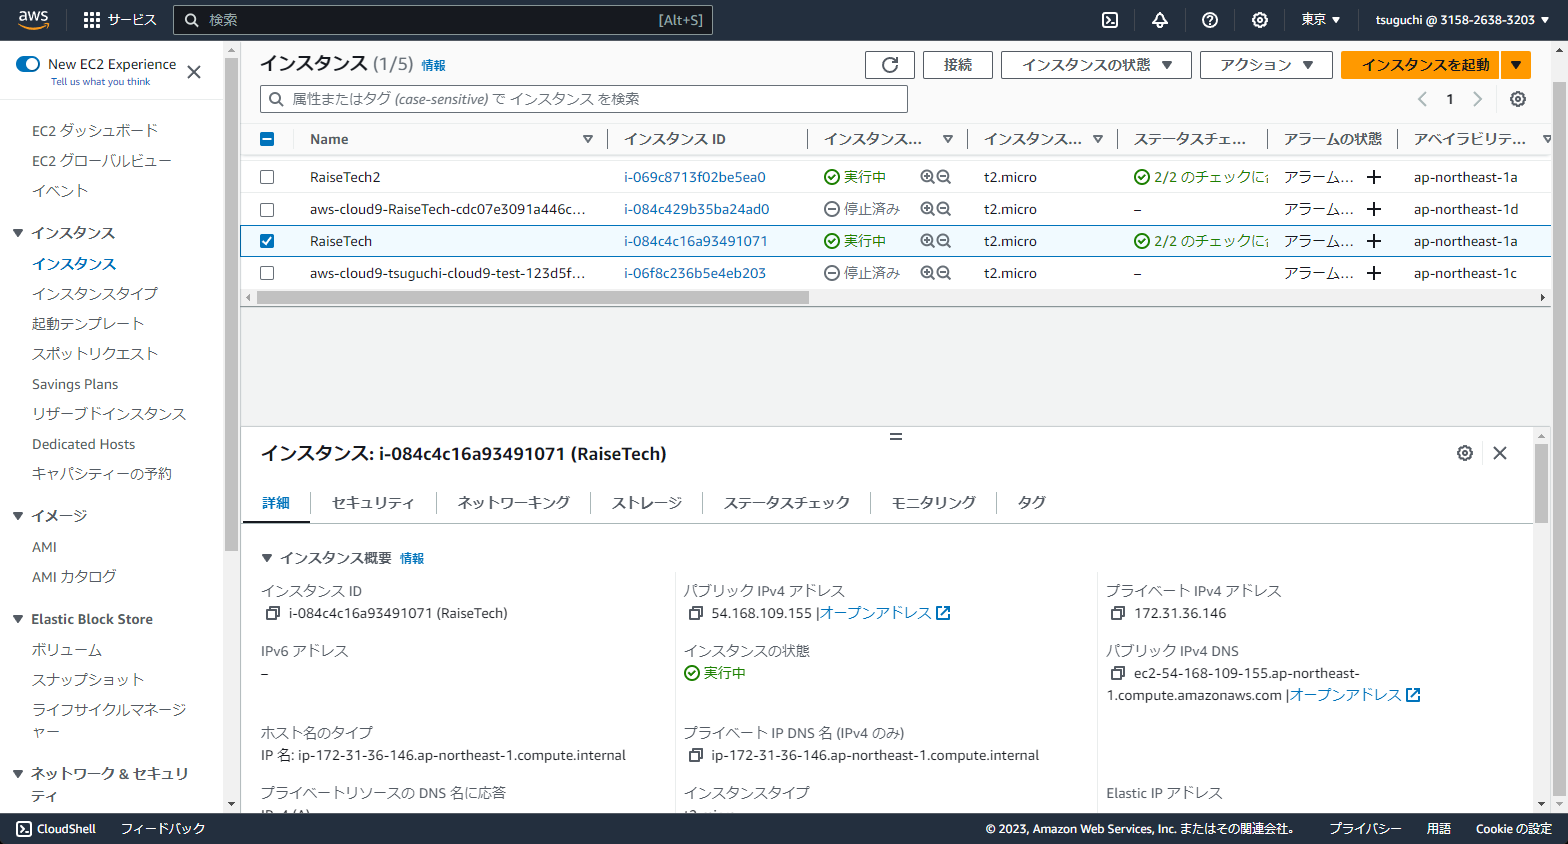 aws
サービス
検索
[Alt+S]
東京
tsuguchi @ 3158-2638-3203
New EC2 Experience
Tell us what you think
EC2 ダッシュボード
EC2 グローバルビュー
イベント
インスタンス
インスタンス
インスタンスタイプ
起動テンプレート
スポットリクエスト
Savings Plans
リザーブドインスタンス
Dedicated Hosts
キャパシティーの予約
イメージ
AMI
AMI カタログ
Elastic Block Store
ボリューム
スナップショット
ライフサイクルマネージ
ャー
ネットワーク & セキュリ
ティ
インスタンス (1/5) 情報
接続
インスタンスの状態
アクション
インスタンスを起動
属性またはタグ (case-sensitive) で インスタンス を検索
1
Name インスタンス ID インスタンス... インスタンス... ステータスチェ... アラームの状態 アベイラビリテ...
RaiseTech2 i-069c8713f02be5ea0 実行中 t2.micro 2/2 のチェックに合 アラーム... ap-northeast-1a
aws-cloud9-RaiseTech-cdc07e3091a446c... i-084c429b35ba24ad0 停止済み t2.micro – アラーム... ap-northeast-1d
RaiseTech i-084c4c16a93491071 実行中 t2.micro 2/2 のチェックに合 アラーム... ap-northeast-1a
aws-cloud9-tsuguchi-cloud9-test-123d5f... i-06f8c236b5e4eb203 停止済み t2.micro – アラーム... ap-northeast-1c
インスタンス: i-084c4c16a93491071 (RaiseTech)
詳細 セキュリティ ネットワーキング ストレージ ステータスチェック モニタリング タグ
インスタンス概要 情報
インスタンス ID
i-084c4c16a93491071 (RaiseTech)
パブリック IPv4 アドレス
54.168.109.155 |オープンアドレス
プライベート IPv4 アドレス
172.31.36.146
IPv6 アドレス
–
インスタンスの状態
実行中
パブリック IPv4 DNS
ec2-54-168-109-155.ap-northeast-
1.compute.amazonaws.com |オープンアドレス
ホスト名のタイプ
IP 名: ip-172-31-36-146.ap-northeast-1.compute.internal
プライベート IP DNS 名 (IPv4 のみ)
ip-172-31-36-146.ap-northeast-1.compute.internal
プライベートリソースの DNS 名に応答
IPv4 (A)
インスタンスタイプ
t2.micro
Elastic IP アドレス
CloudShell フィードバック
© 2023, Amazon Web Services, Inc. またはその関連会社。 プライバシー 用語 Cookie の設定